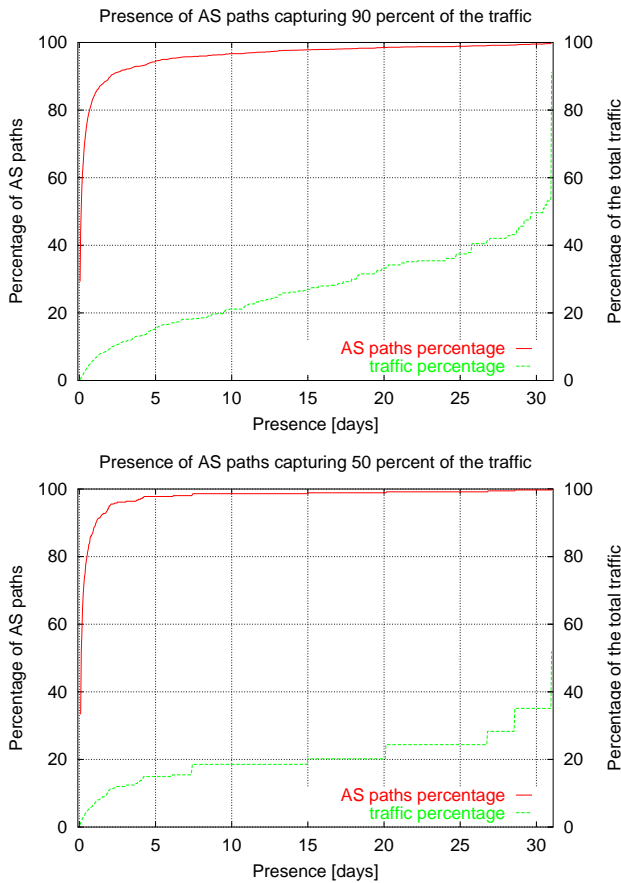 Presence of AS paths capturing 90 percent of the traffic
100
80
60
40
20
0
100
80
60
40
20
0
Percentage of AS paths
Percentage of the total traffic
AS paths percentage
traffic percentage
0 5 10 15 20 25 30
Presence [days]
Presence of AS paths capturing 50 percent of the traffic
100
80
60
40
20
0
100
80
60
40
20
0
Percentage of AS paths
Percentage of the total traffic
AS paths percentage
traffic percentage
0 5 10 15 20 25 30
Presence [days]